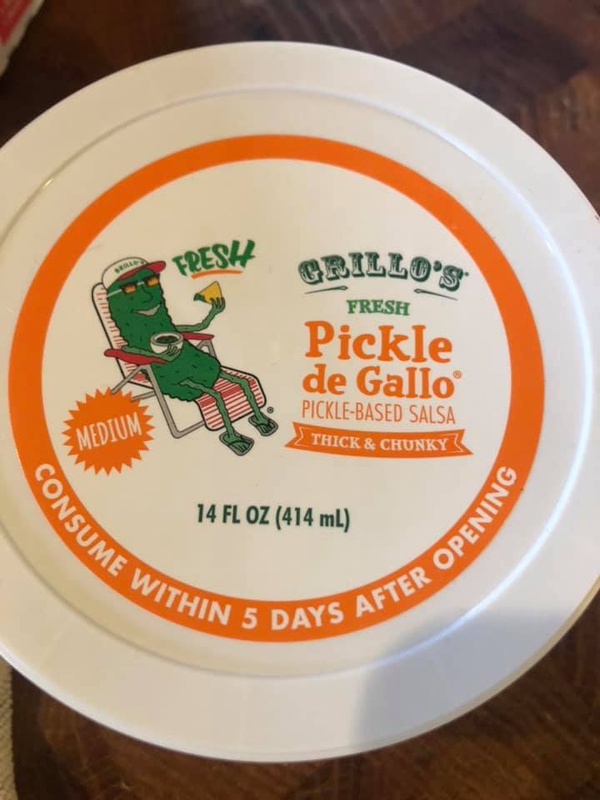 GRILLO'S
FRESH
GRILLO'S
FRESH
Pickle
de Gallo®
PICKLE-BASED SALSA
THICK & CHUNKY
MEDIUM
®
14 FL OZ (414 mL)
CONSUME WITHIN 5 DAYS AFTER OPENING